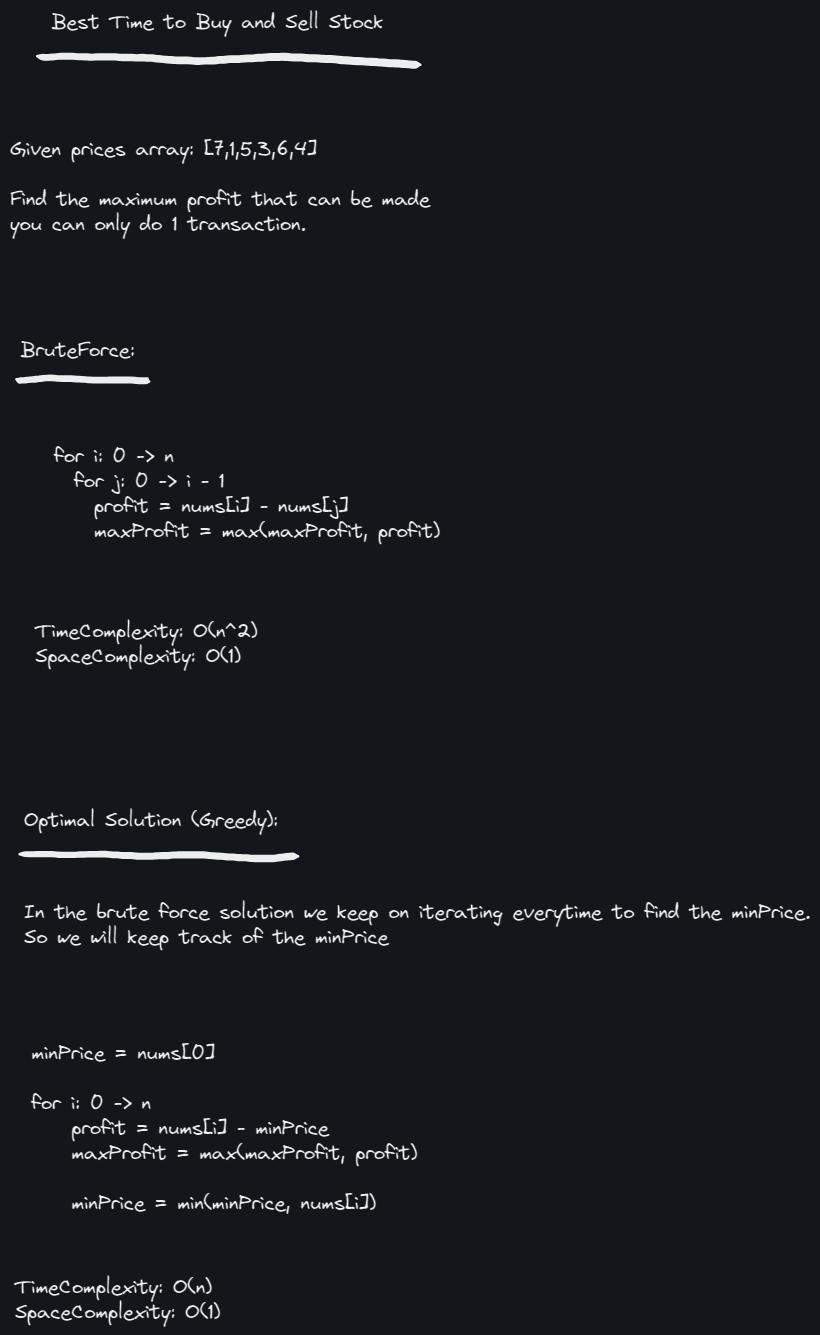 Best Time to Buy and Sell Stock
Given prices array: [7,1,5,3,6,4]
Find the maximum profit that can be made
you can only do 1 transaction.
BruteForce:
for i: 0 -> n
for j: 0 -> i - 1
profit = nums[i] - nums[j]
maxProfit = max(maxProfit, profit)
TimeComplexity: O(n^2)
SpaceComplexity: O(1)
Optimal Solution (Greedy):
In the brute force solution we keep on iterating everytime to find the minPrice.
So we will keep track of the minPrice
minPrice = nums[0]
for i: 0 -> n
profit = nums[i] - minPrice
maxProfit = max(maxProfit, profit)
minPrice = min(minPrice, nums[i])
TimeComplexity: O(n)
SpaceComplexity: O(1)